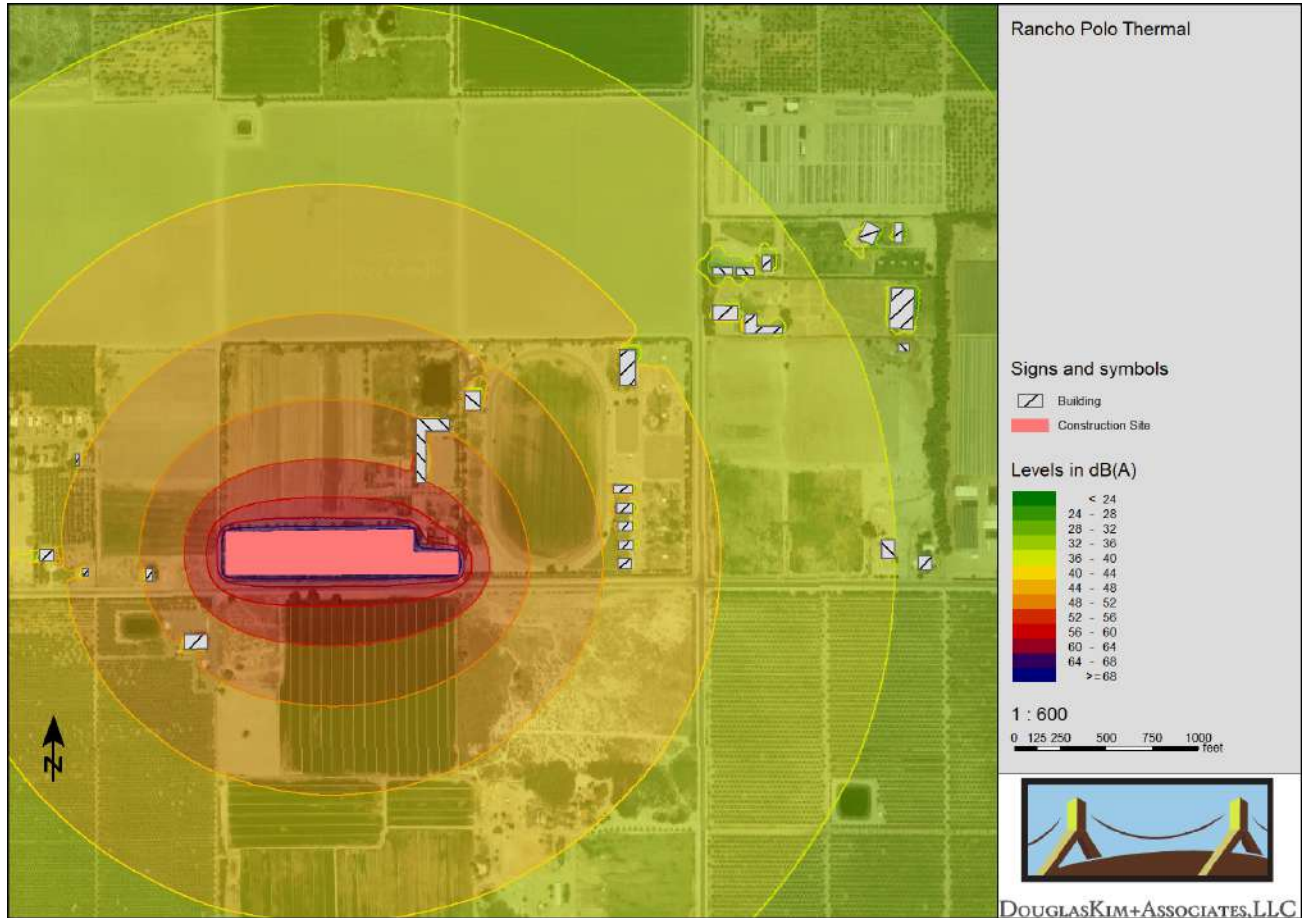 Rancho Polo Thermal
Signs and symbols
Building
Construction Site
Levels in dB(A)
< 24
24 - 28
28 - 32
32 - 36
36 - 40
40 - 44
44 - 48
48 - 52
52 - 56
56 - 60
60 - 64
64 - 68
>=68
1 : 600
0 125 250 500 750 1000
feet
N
DOUGLASKIM+ASSOCIATES,LLC